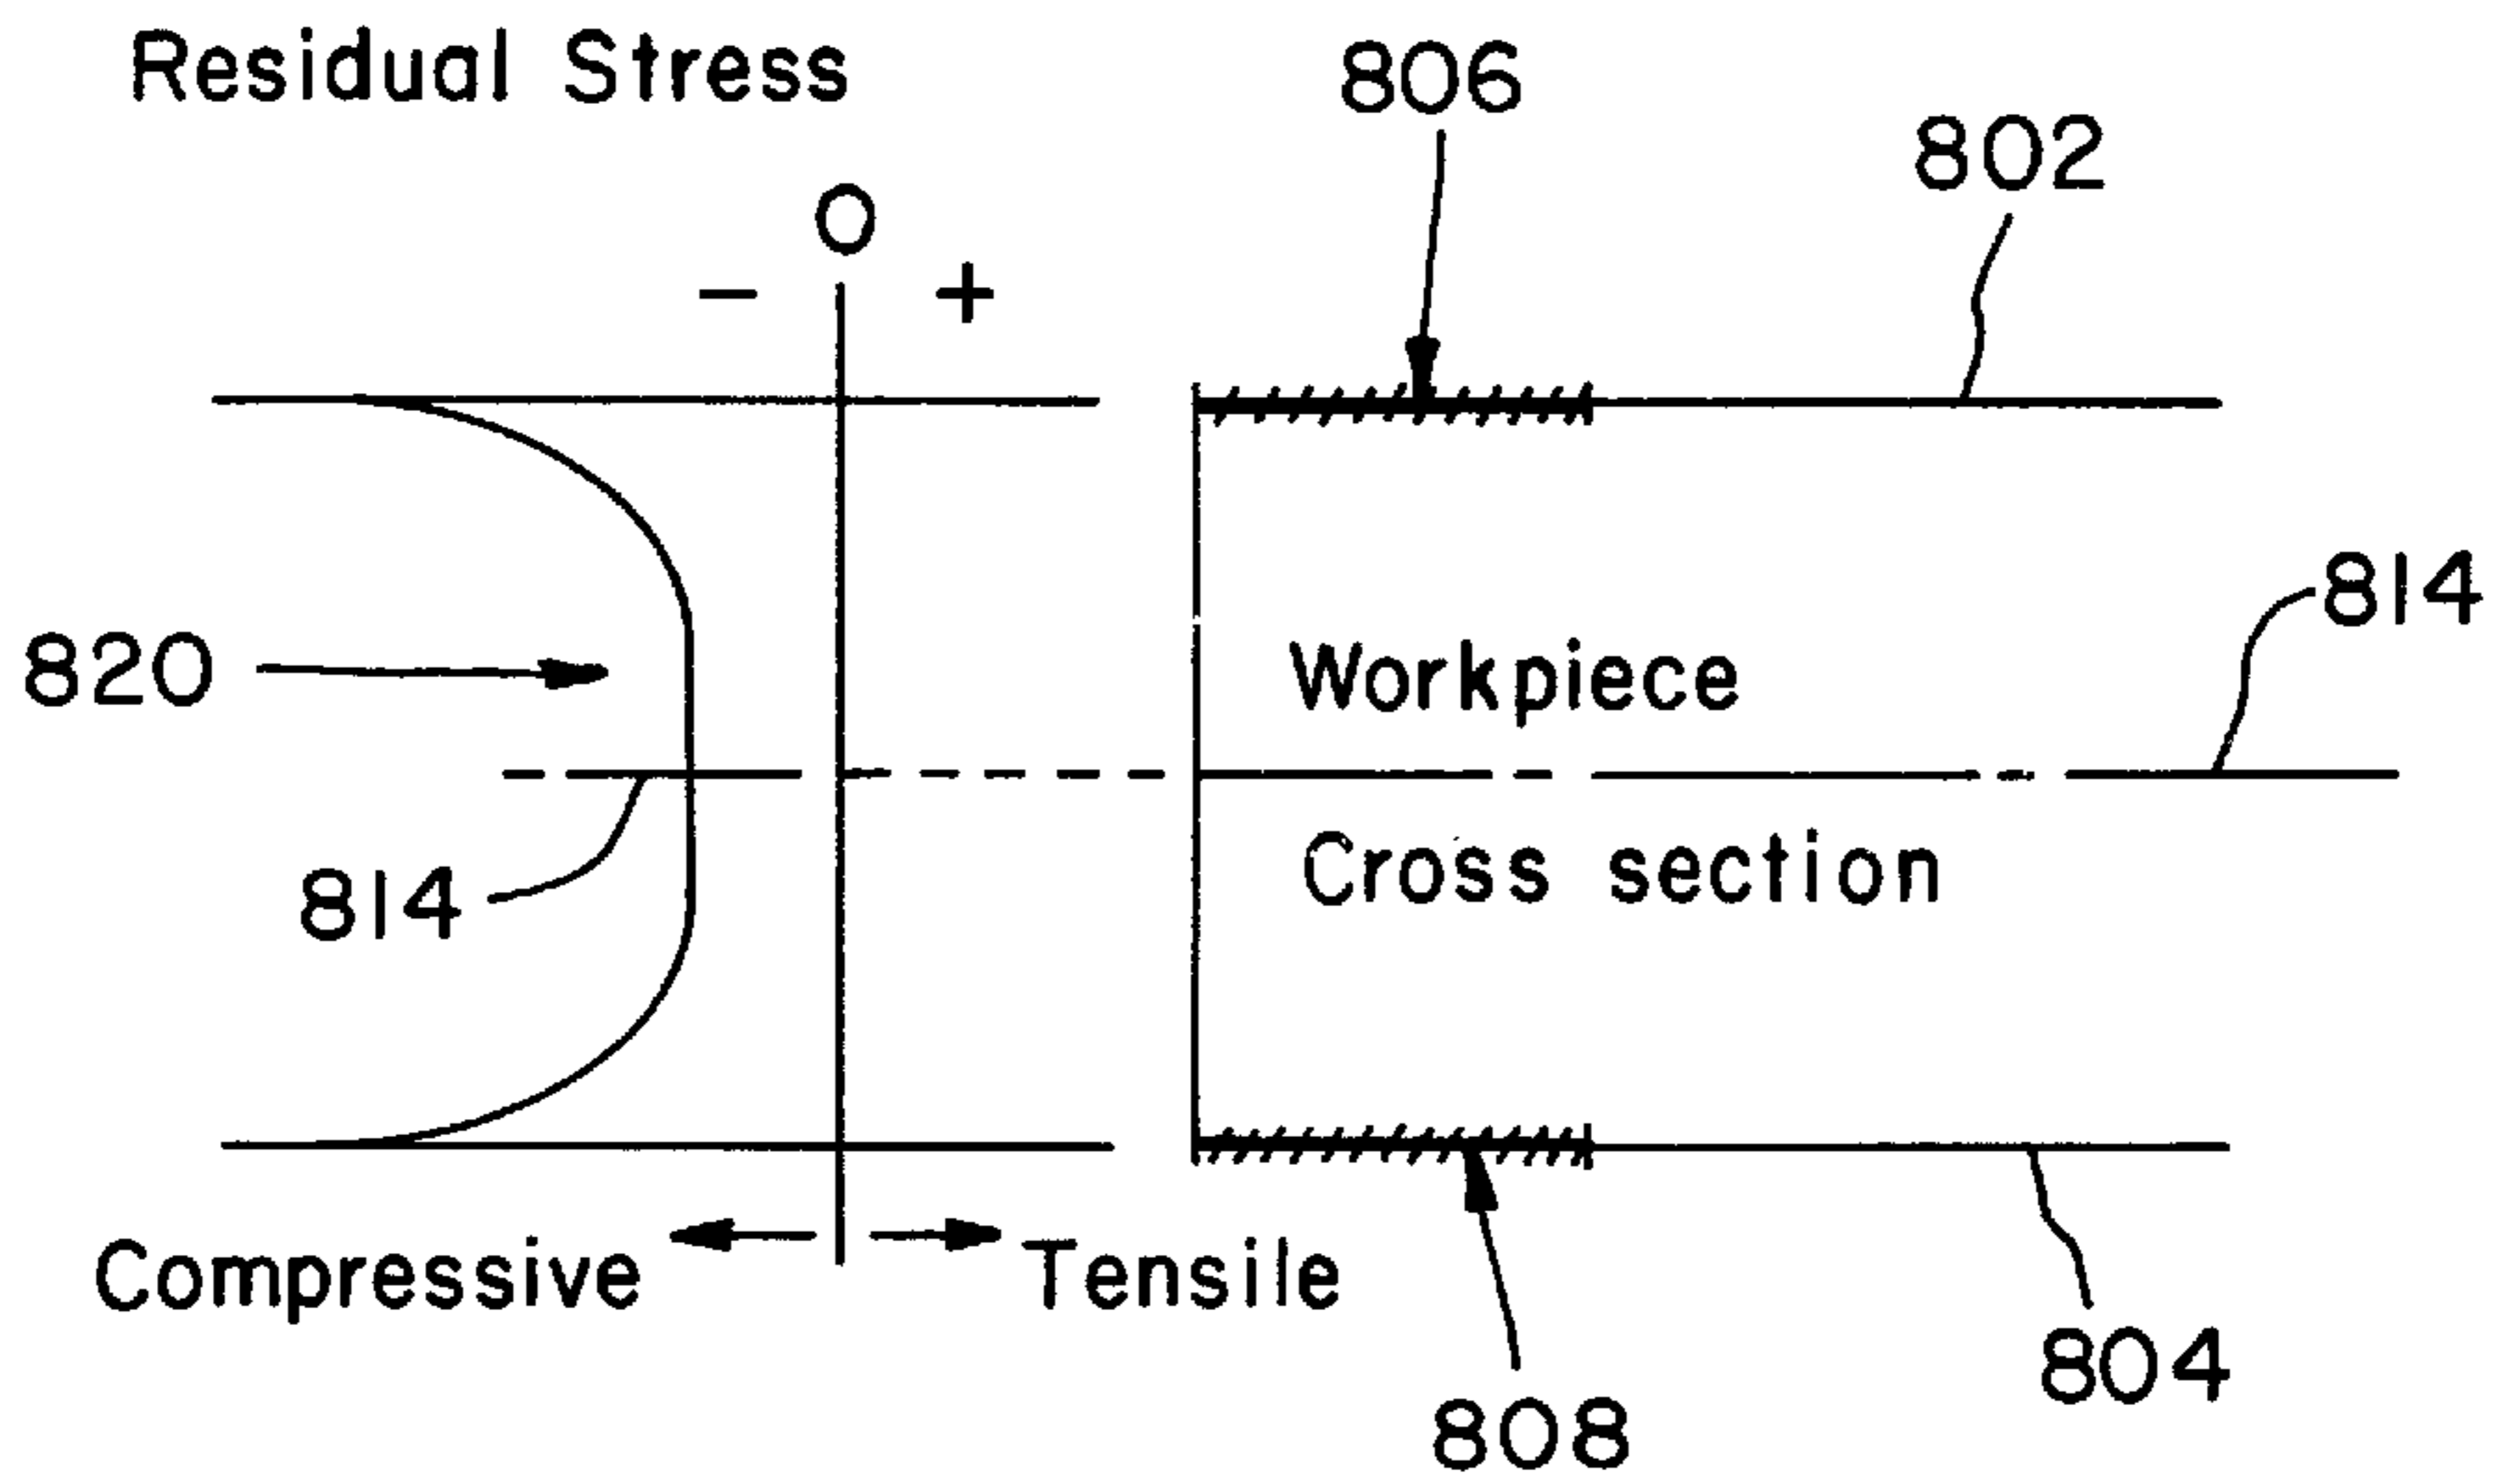 Residual Stress
806
802
0
- +
814
820
Workpiece
814
Cross section
Compressive
Tensile
804
808